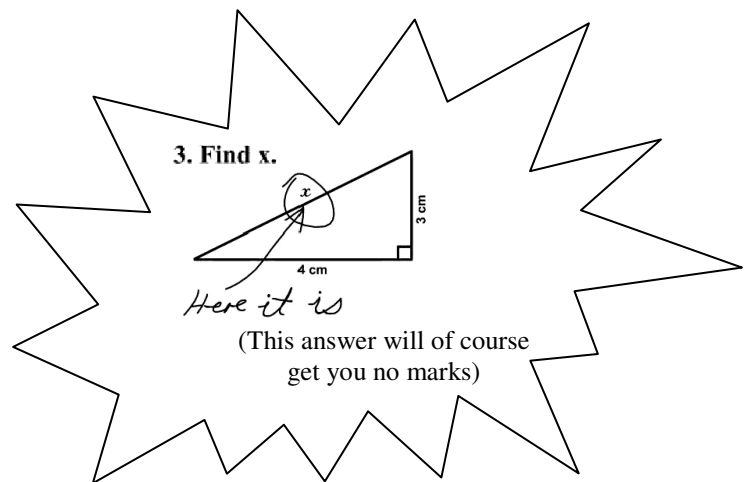 3. Find x.
x
3 cm
4 cm
Here it is
(This answer will of course
get you no marks)